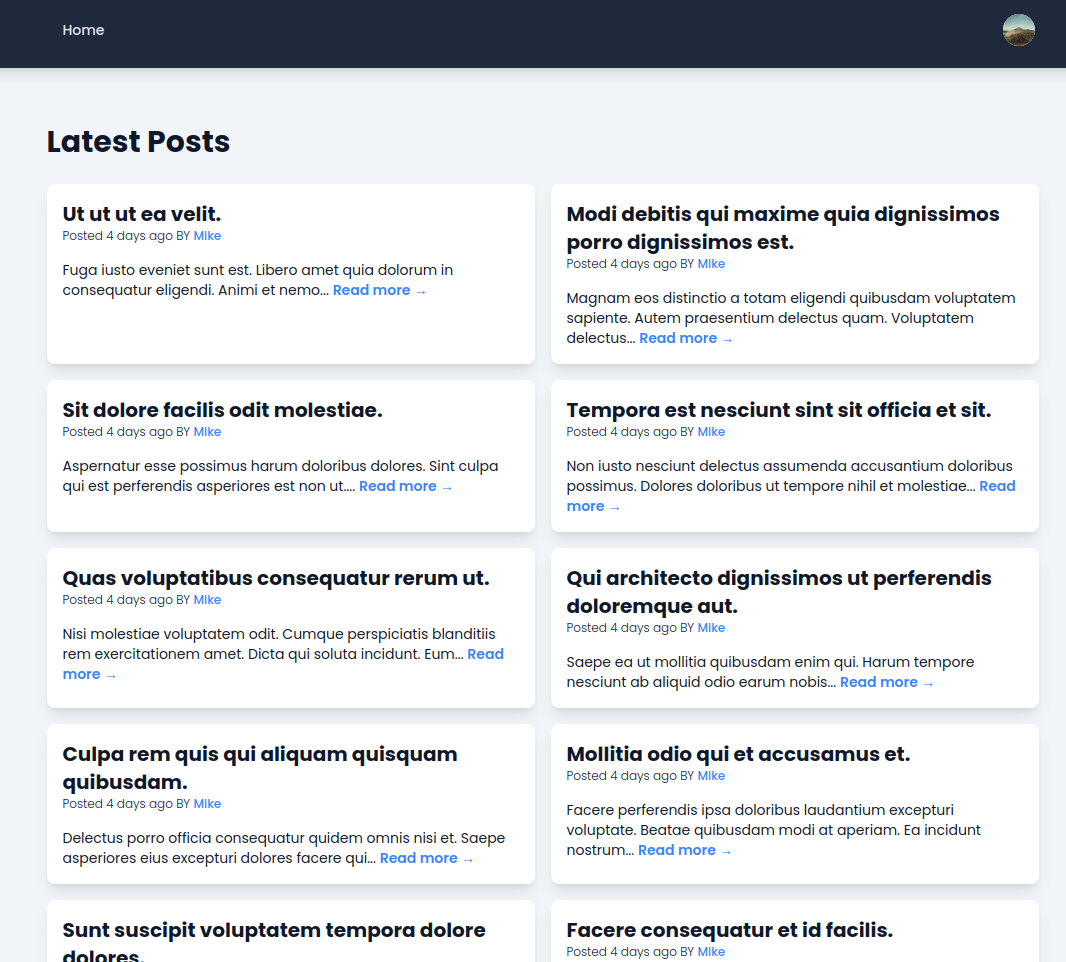 Home
Latest Posts
Ut ut ut ea velit.
Posted 4 days ago BY Mike
Fuga iusto eveniet sunt est. Libero amet quia dolorum in
consequatur eligendi. Animi et nemo... Read more →
Modi debitis qui maxime quia dignissimos
porro dignissimos est.
Posted 4 days ago BY Mike
Magnam eos distinctio a totam eligendi quibusdam voluptatem
sapiente. Autem praesentium delectus quam. Voluptatem
delectus... Read more →
Sit dolore facilis odit molestiae.
Posted 4 days ago BY Mike
Aspernatur esse possimus harum doloribus dolores. Sint culpa
qui est perferendis asperiores est non ut.... Read more →
Tempora est nesciunt sint sit officia et sit.
Posted 4 days ago BY Mike
Non iusto nesciunt delectus assumenda accusantium doloribus
possimus. Dolores doloribus ut tempore nihil et molestiae... Read
more →
Quas voluptatibus consequatur rerum ut.
Posted 4 days ago BY Mike
Nisi molestiae voluptatem odit. Cumque perspiciatis blanditiis
rem exercitationem amet. Dicta qui soluta incidunt. Eum... Read
more →
Qui architecto dignissimos ut perferendis
doloremque aut.
Posted 4 days ago BY Mike
Saepe ea ut mollitia quibusdam enim qui. Harum tempore
nesciunt ab aliquid odio earum nobis... Read more →
Culpa rem quis qui aliquam quisquam
quibusdam.
Posted 4 days ago BY Mike
Delectus porro officia consequatur quidem omnis nisi et. Saepe
asperiores eius excepturi dolores facere qui... Read more →
Mollitia odio qui et accusamus et.
Posted 4 days ago BY Mike
Facere perferendis ipsa doloribus laudantium excepturi
voluptate. Beatae quibusdam modi at aperiam. Ea incidunt
nostrum... Read more →
Sunt suscipit voluptatem tempora dolore
dolores.
Facere consequatur et id facilis.
Posted 4 days ago BY Mike